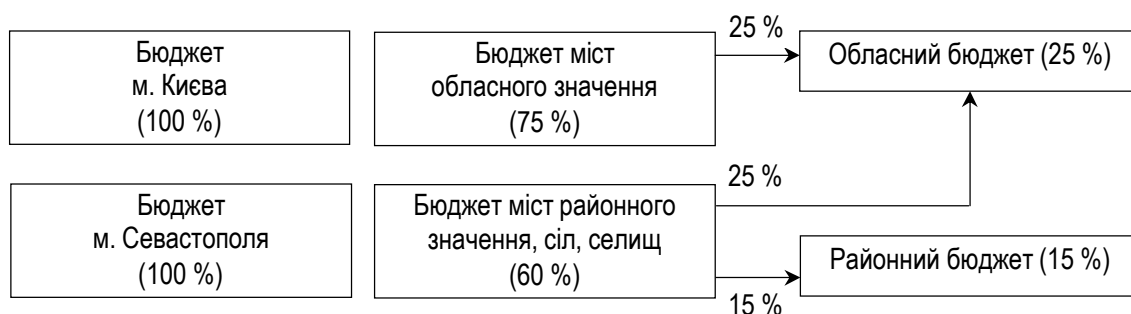 Бюджет
м. Києва
(100 %)
Бюджет міст
обласного значення
(75 %)
25 %
Обласний бюджет (25 %)
Бюджет
м. Севастополя
(100 %)
Бюджет міст районного
значення, сіл, селищ
(60 %)
25 %
15 %
Районний бюджет (15 %)